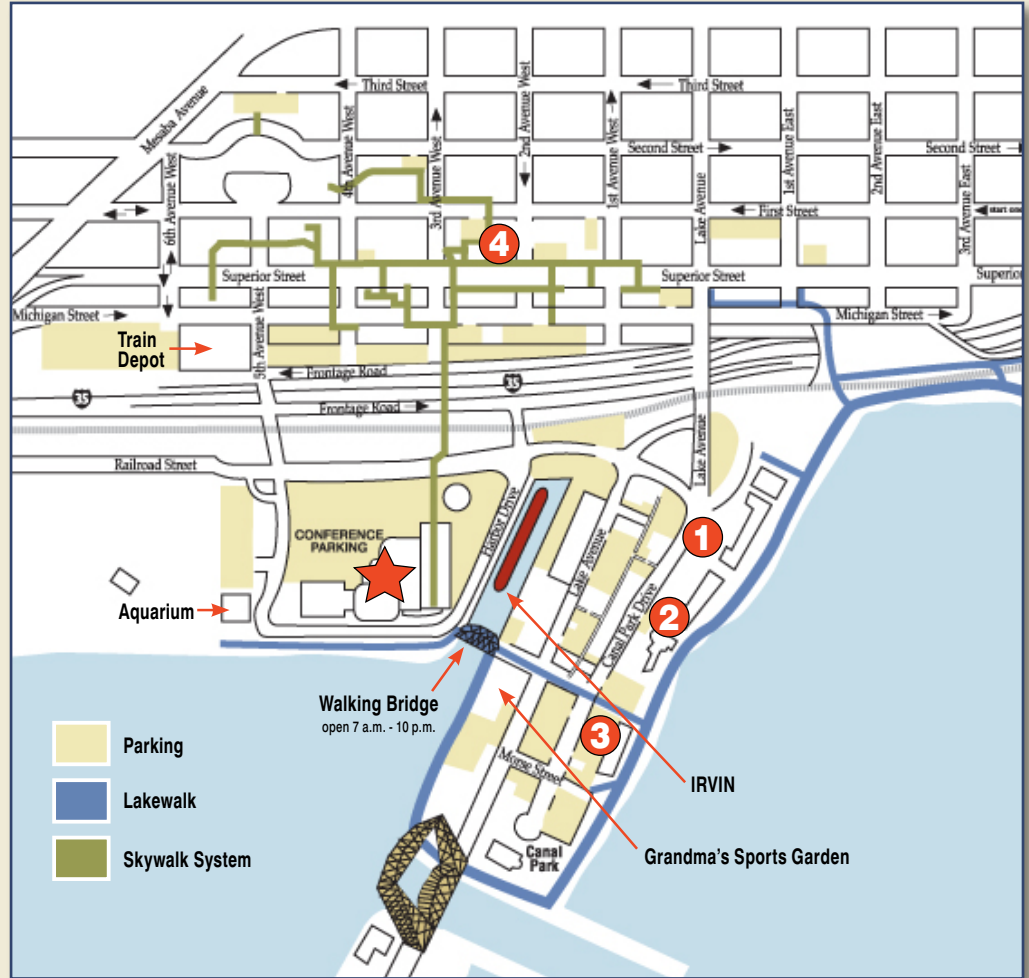 Third Street
Third Street
Mesaba Avenue
4th Avenue West
3rd Avenue West
2nd Avenue West
1st Avenue West
Second Street
Second Street
1st Avenue East
2nd Avenue East
6th Avenue West
Lake Avenue
First Street
3rd Avenue East
4
Superior Street
Superior Street
Superio
Michigan Street
Michigan Street
Train
Depot
5th Avenue West
Frontage Road
35
35
Frontage Road
Lake Avenue
Railroad Street
CONFERENCE
PARKING
Harbor Drive
1
Lake Avenue
Aquarium
Canal Park Drive
2
Walking Bridge
open 7 a.m. - 10 p.m.
3
Parking
Morse Street
IRVIN
Lakewalk
Grandma's Sports Garden
Skywalk System
Canal
Park